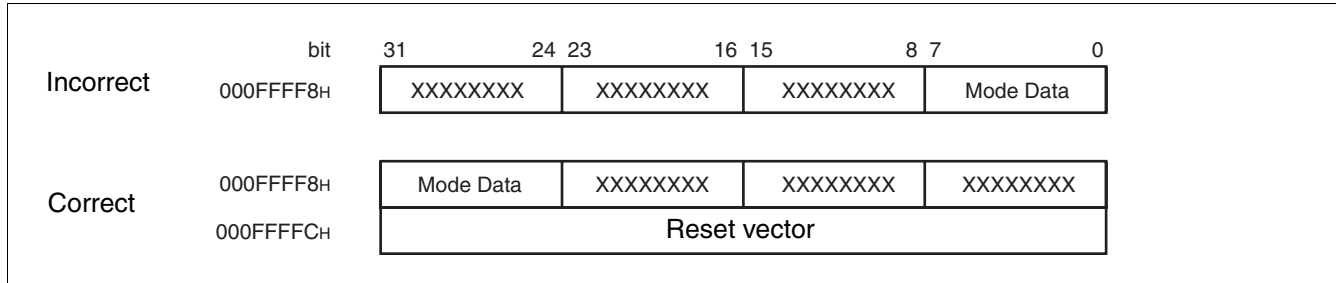 bit 31 24 23 16 15 8 7 0
Incorrect 000FFFF8H XXXXXXXX XXXXXXXX XXXXXXXX Mode Data
000FFFF8H Mode Data XXXXXXXX XXXXXXXX XXXXXXXX
Correct
000FFFFCH Reset vector